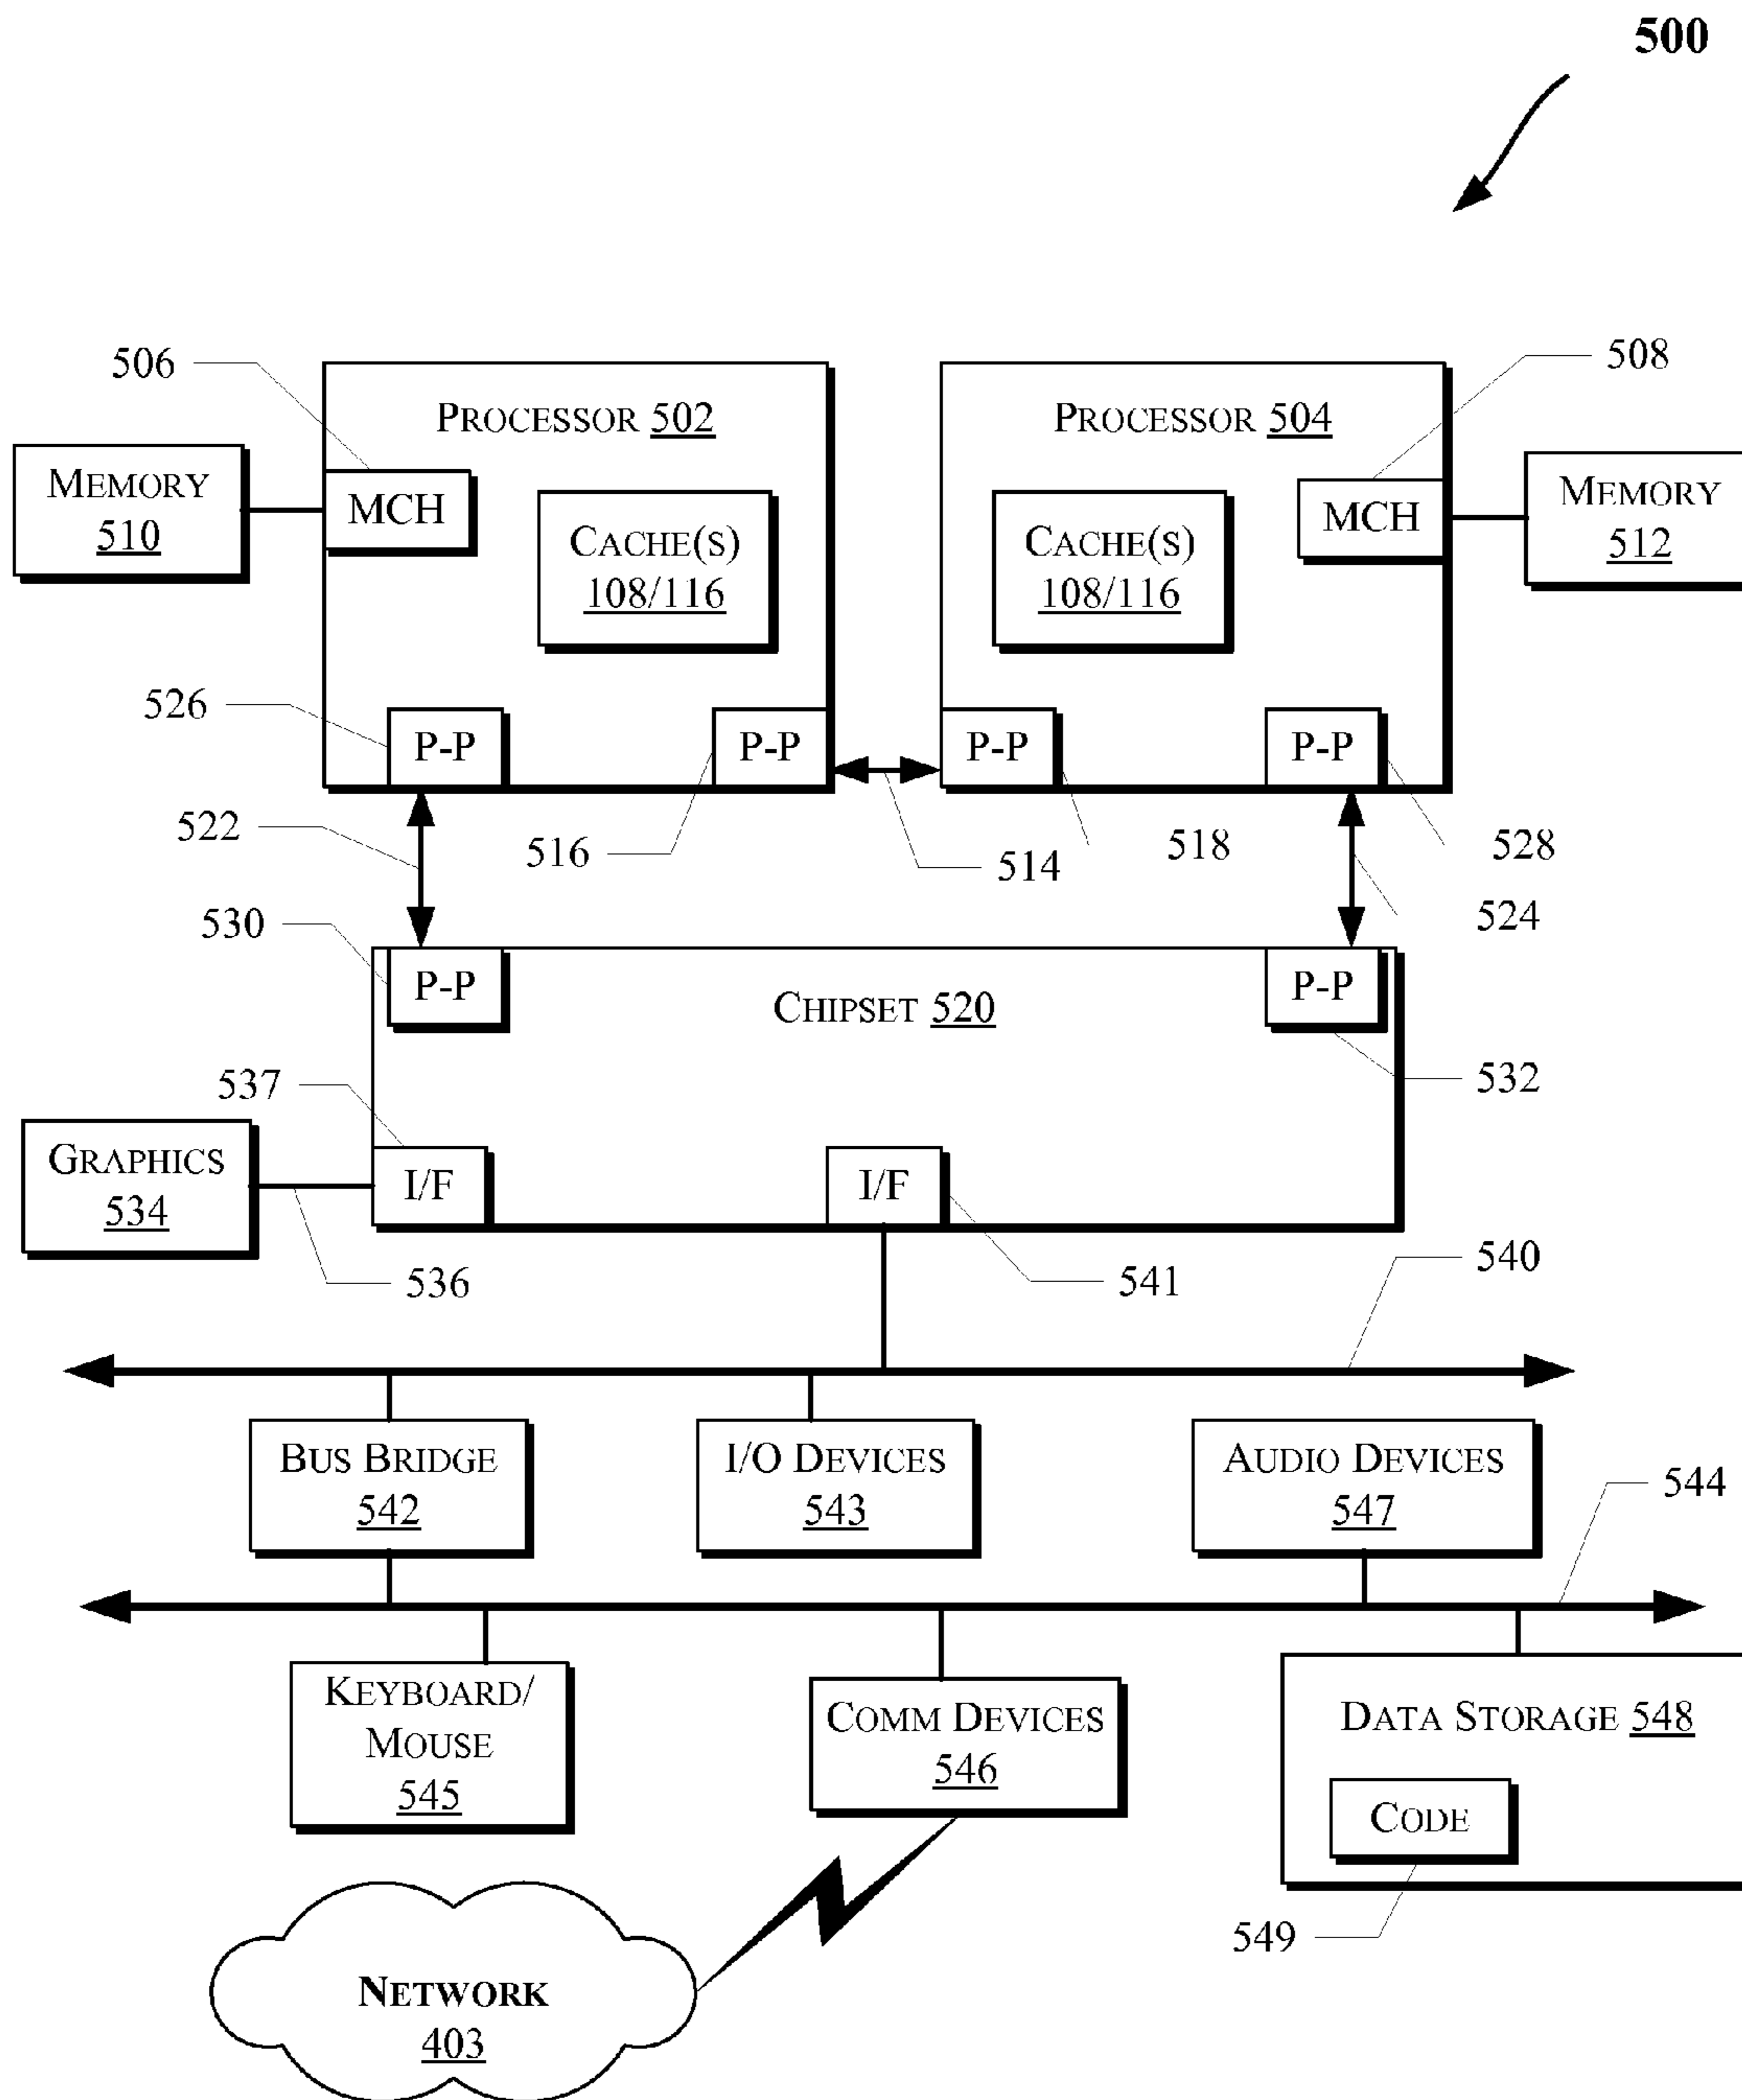 500
506
508
PROCESSOR 502
PROCESSOR 504
MEMORY
510
MCH
CACHE(S)
108/116
CACHE(S)
108/116
MCH
MEMORY
512
526
P-P
P-P
P-P
P-P
522
516
514
518
528
530
524
P-P
CHIPSET 520
P-P
537
532
GRAPHICS
534
I/F
I/F
536
541
540
BUS BRIDGE
542
I/O DEVICES
543
AUDIO DEVICES
547
544
KEYBOARD/
MOUSE
545
COMM DEVICES
546
DATA STORAGE 548
CODE
549
NETWORK
403